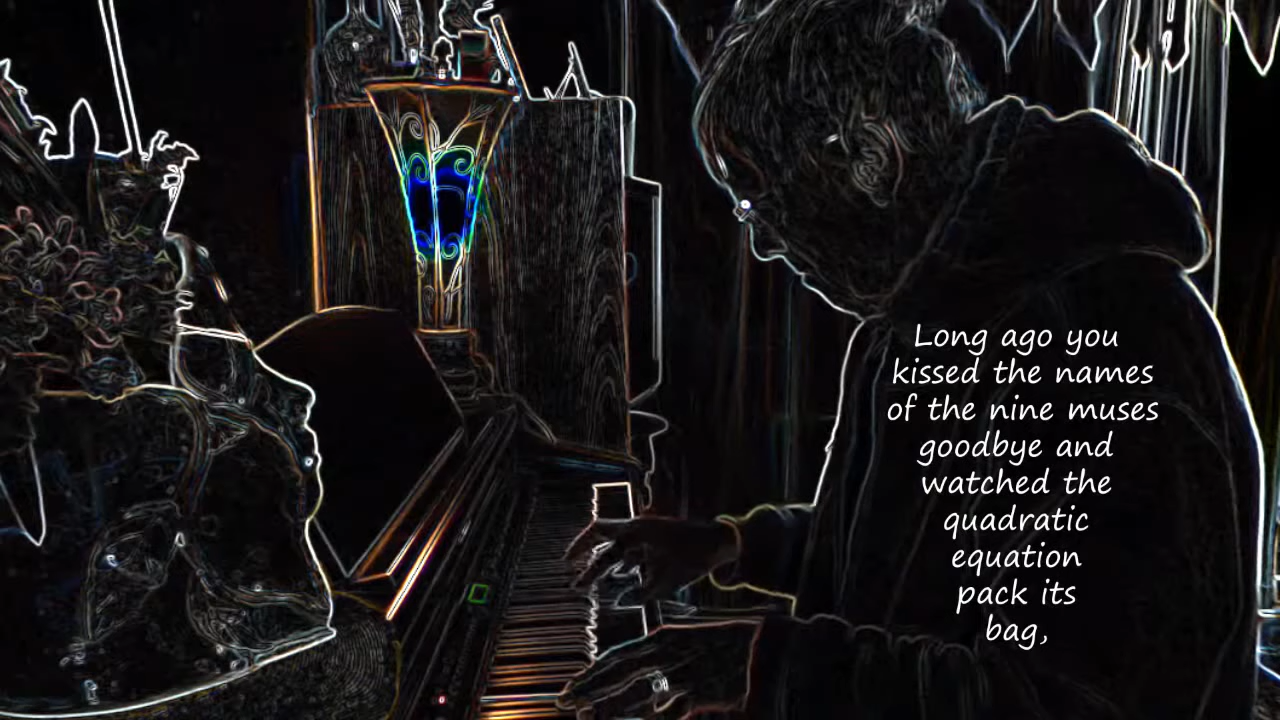 Long ago you
kissed the names
of the nine muses
goodbye and
watched the
quadratic
equation
pack its
bag,